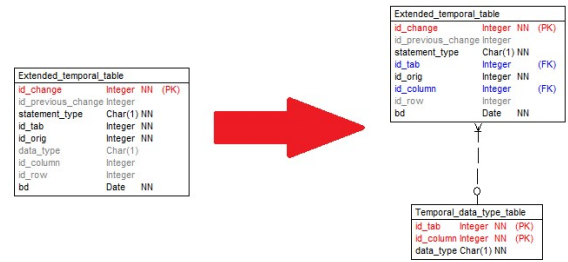 Extended_temporal_table
id_change Integer NN (PK)
id_previous_change Integer
statement_type Char(1) NN
id_tab Integer NN
id_orig Integer NN
data_type Char(1)
id_column Integer
id_row Integer
bd Date NN
Extended_temporal_table
id_change Integer NN (PK)
id_previous_change Integer
statement_type Char(1) NN
id_tab Integer (FK)
id_orig Integer NN
id_column Integer (FK)
id_row Integer
bd Date NN
Temporal_data_type_table
id_tab Integer NN (PK)
id_column Integer NN (PK)
data_type Char(1) NN